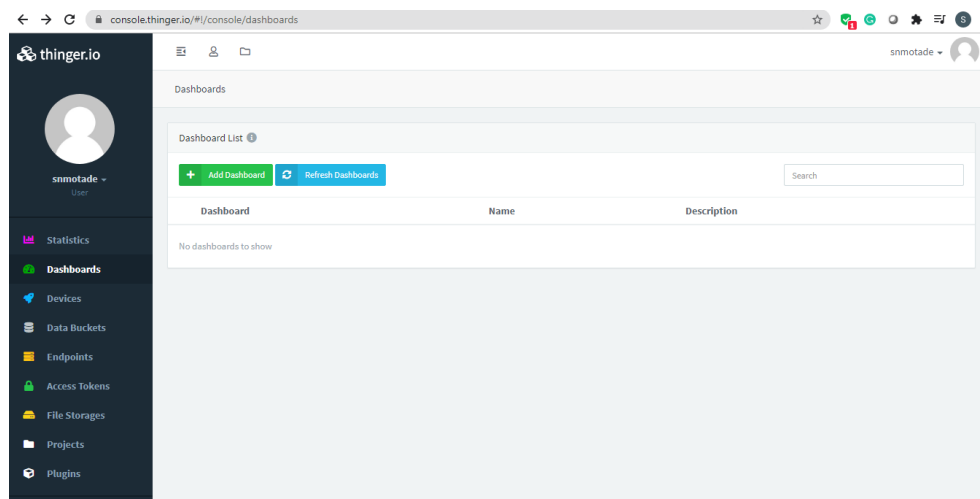 console.thinger.io/#!/console/dashboards
1
S
thinger.io
snmotade
Dashboards
snmotade
User
Statistics
Dashboards
Devices
Data Buckets
Endpoints
Access Tokens
File Storages
Projects
Plugins
Dashboard List
Add Dashboard
Refresh Dashboards
Search
Dashboard Name Description
No dashboards to show